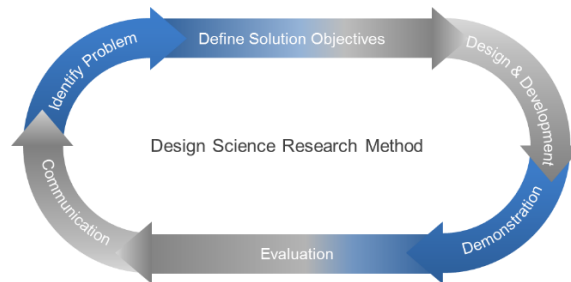 Identify Problem
Define Solution Objectives
Design & Development
Design Science Research Method
Communication
Evaluation
Demonstration